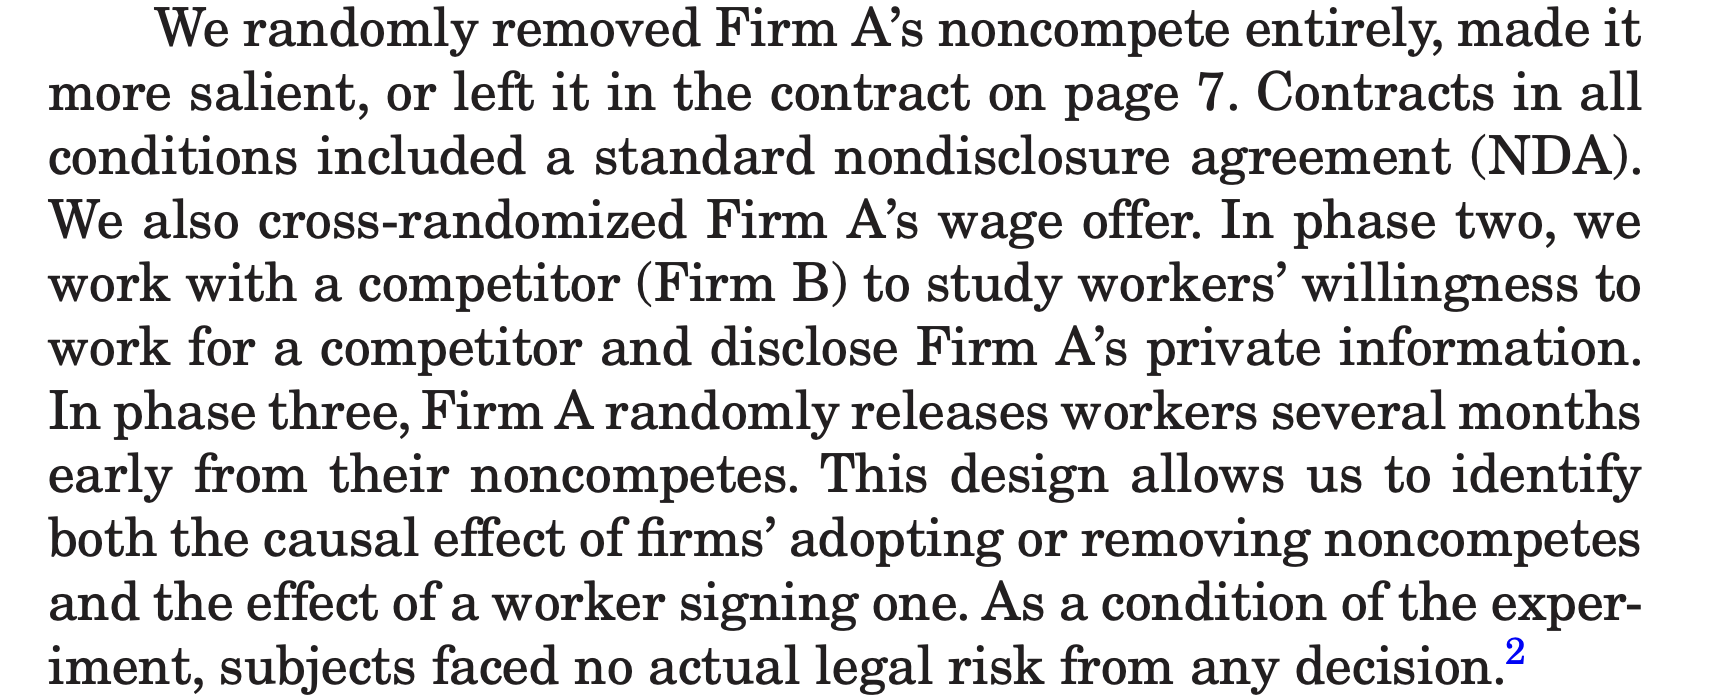 We randomly removed Firm A’s noncompete entirely, made it
more salient, or left it in the contract on page 7. Contracts in all
conditions included a standard nondisclosure agreement (NDA).
We also cross-randomized Firm A’s wage offer. In phase two, we
work with a competitor (Firm B) to study workers’ willingness to
work for a competitor and disclose Firm A’s private information.
In phase three, Firm A randomly releases workers several months
early from their noncompetes. This design allows us to identify
both the causal effect of firms’ adopting or removing noncompetes
and the effect of a worker signing one. As a condition of the exper-
iment, subjects faced no actual legal risk from any decision.2